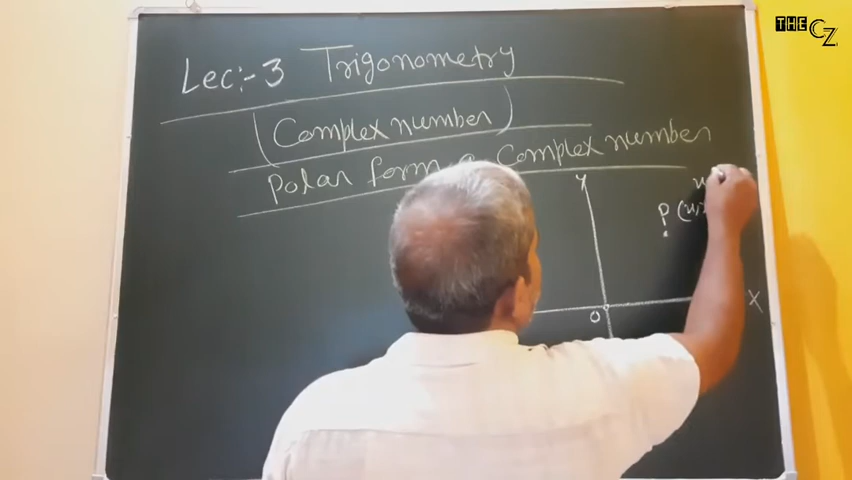 THE CZ
Lec:-3 Trigonometry
(Complex number)
Polar form a Complex number
Y
P
X
O